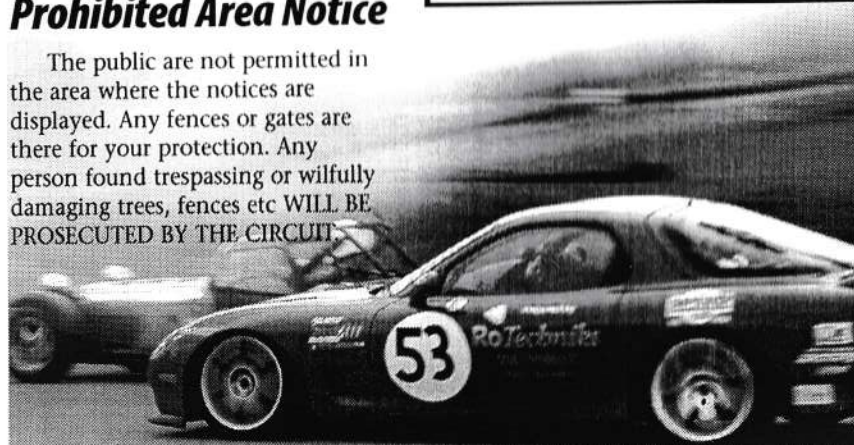 Prohibited Area Notice
The public are not permitted in
the area where the notices are
displayed. Any fences or gates are
there for your protection. Any
person found trespassing or wilfully
damaging trees, fences etc WILL BE
PROSECUTED BY THE CIRCUIT.
53
RoTechniks